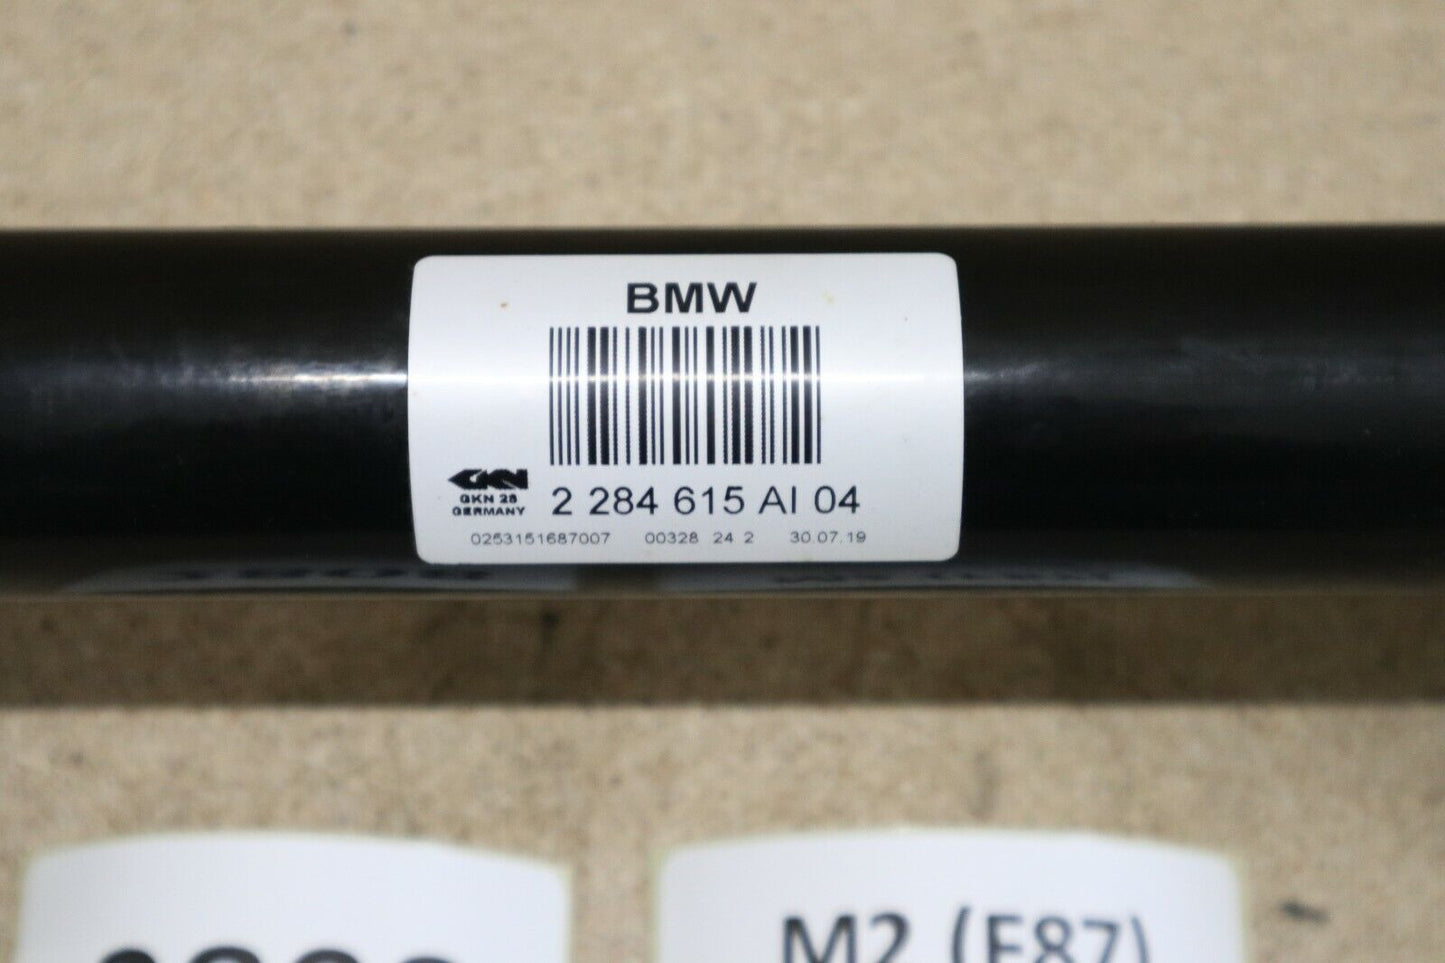 BMW
GKN
GKN 28
GERMANY
2 284 615 AI 04
0253151687007 00328 24 2 30.07.19
M2 (F87)